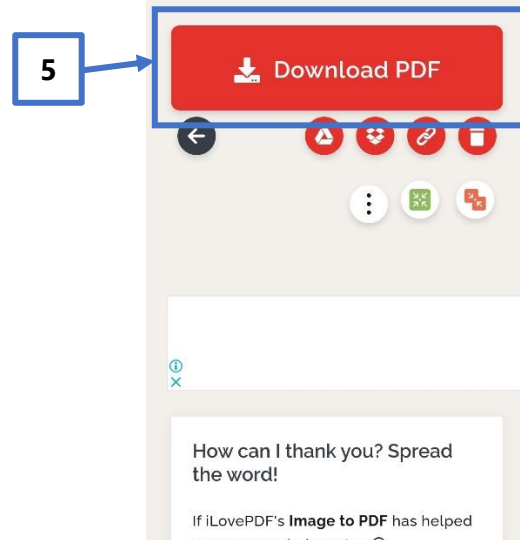 5
Download PDF
How can I thank you? Spread
the word!
If iLovePDF's Image to PDF has helped